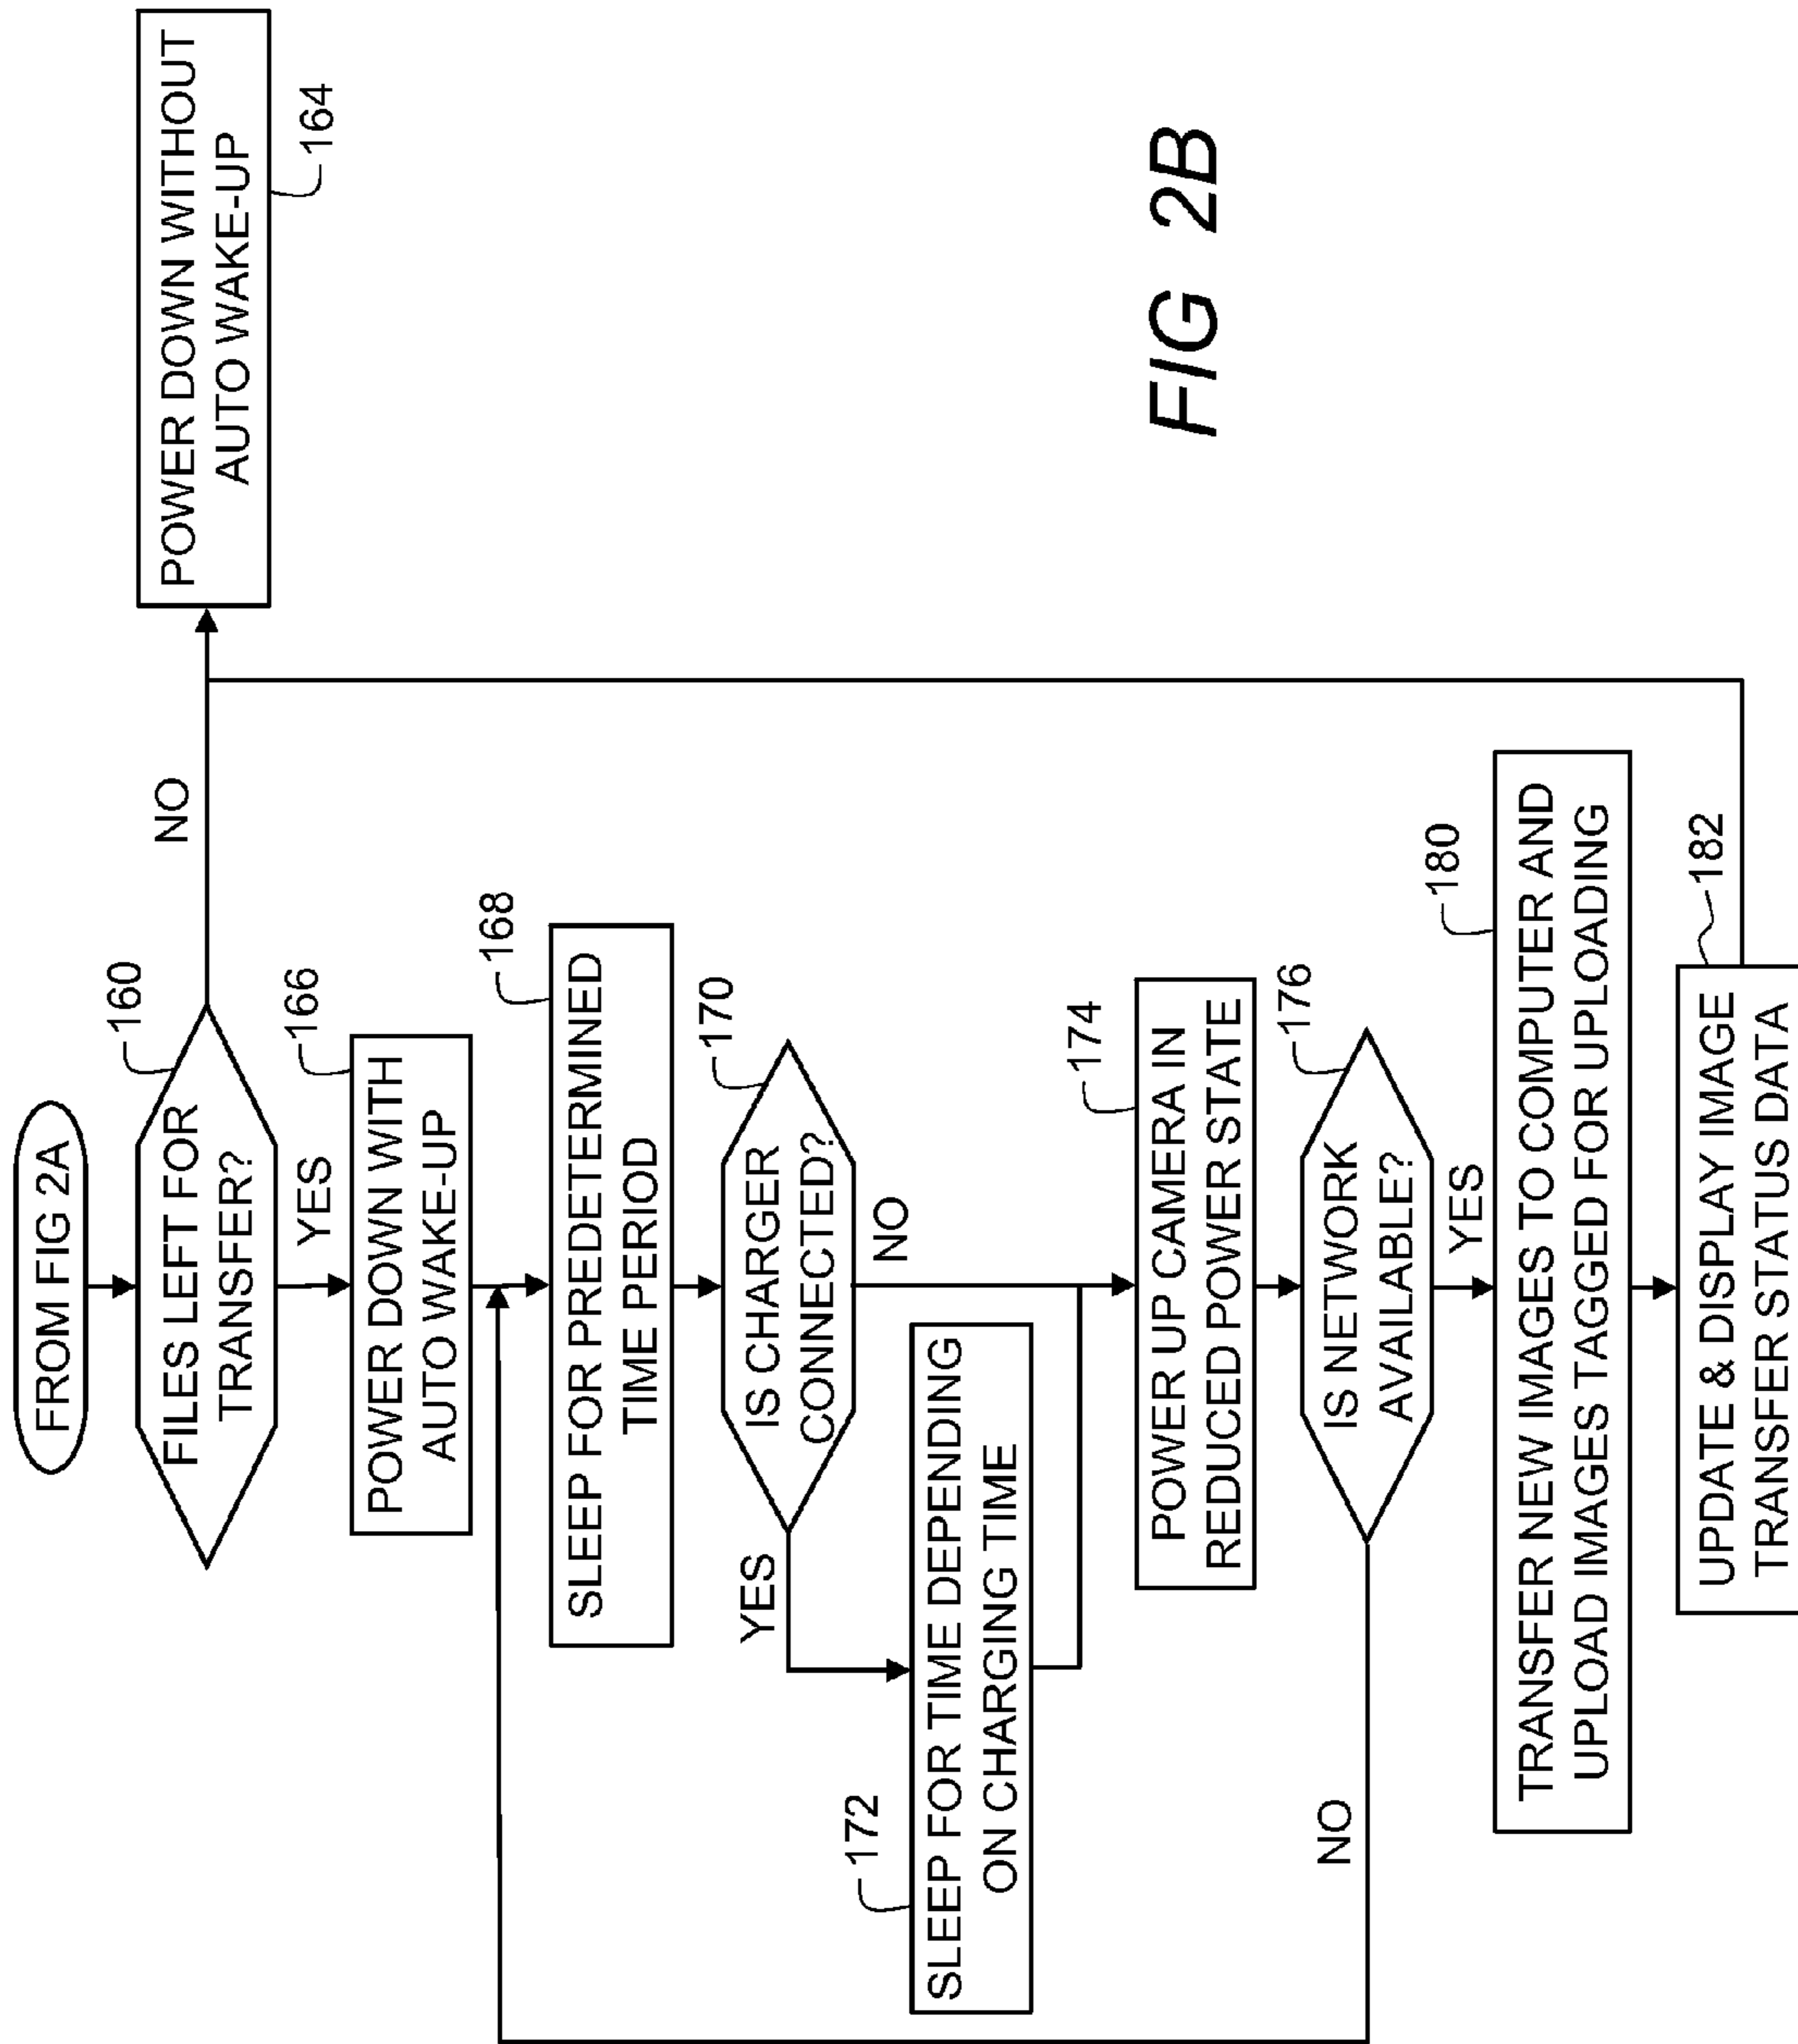 FROM FIG 2A
160
FILES LEFT FOR
TRANSFER?
NO
POWER DOWN WITHOUT
AUTO WAKE-UP
164
YES
166
POWER DOWN WITH
AUTO WAKE-UP
168
SLEEP FOR PREDETERMINED
TIME PERIOD
170
IS CHARGER
CONNECTED?
YES
NO
172
SLEEP FOR TIME DEPENDING
ON CHARGING TIME
174
POWER UP CAMERA IN
REDUCED POWER STATE
176
IS NETWORK
AVAILABLE?
NO
YES
180
TRANSFER NEW IMAGES TO COMPUTER AND
UPLOAD IMAGES TAGGED FOR UPLOADING
182
UPDATE & DISPLAY IMAGE
TRANSFER STATUS DATA
FIG 2B